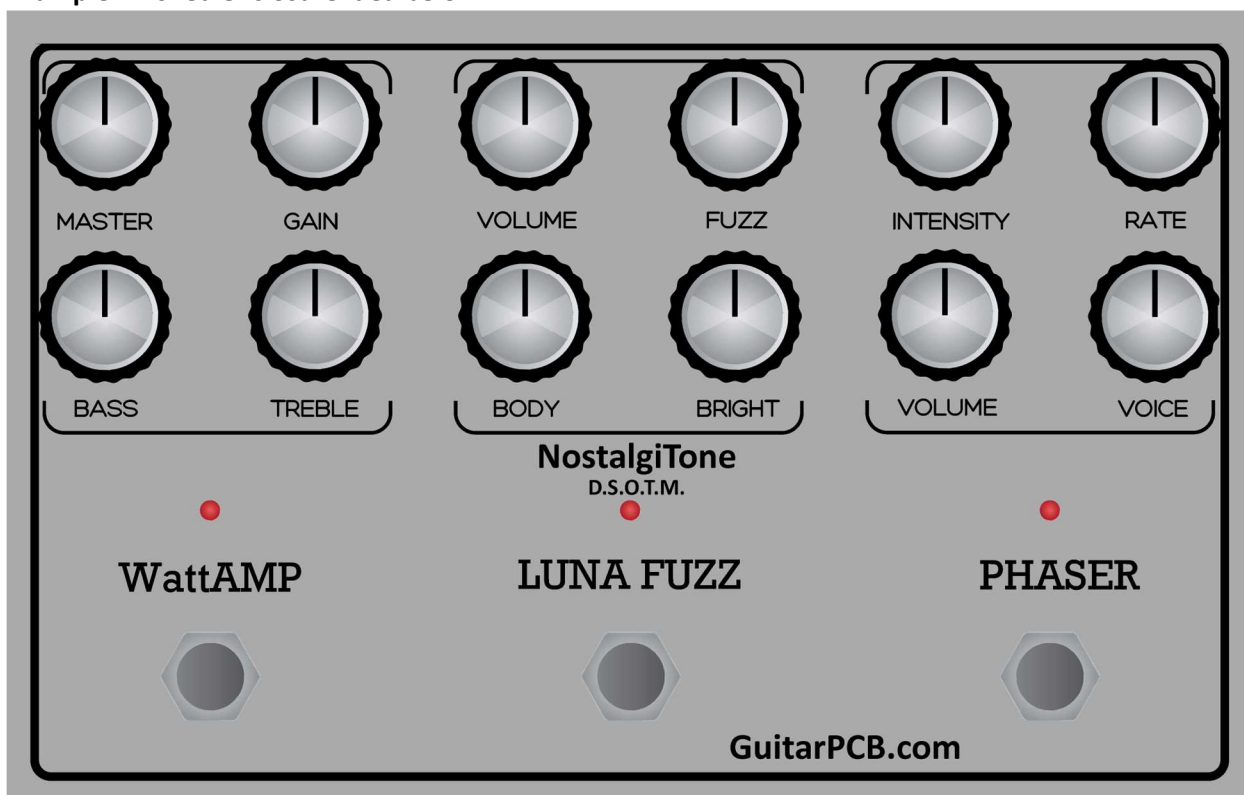 MASTER GAIN VOLUME FUZZ INTENSITY RATE
BASS TREBLE BODY BRIGHT VOLUME VOICE
NostalgiTone
D.S.O.T.M.
WattAMP LUNA FUZZ PHASER
GuitarPCB.com